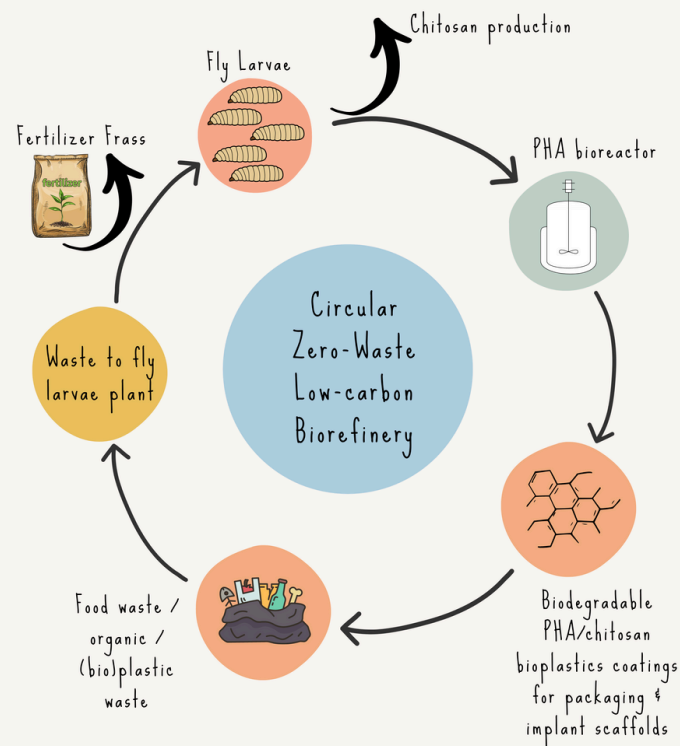 Chitosan production
Fly Larvae
Fertilizer Frass
fertilizer
PHA bioreactor
Circular
Zero-Waste
Low-carbon
Biorefinery
Waste to fly
larvae plant
Food waste /
organic /
(bio)plastic
waste
Biodegradable
PHA/chitosan
bioplastics coatings
for packaging &
implant scaffolds